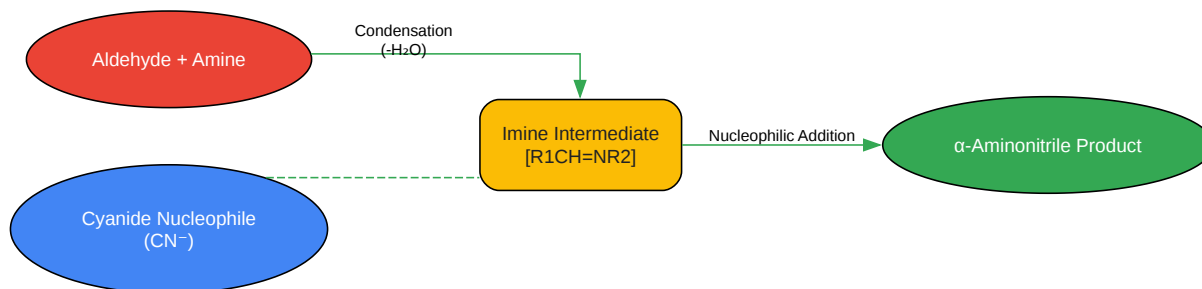 Condensation
(-H₂O)
Aldehyde + Amine
Imine Intermediate
[R1CH=NR2]
Nucleophilic Addition
α-Aminonitrile Product
Cyanide Nucleophile
(CN⁻)